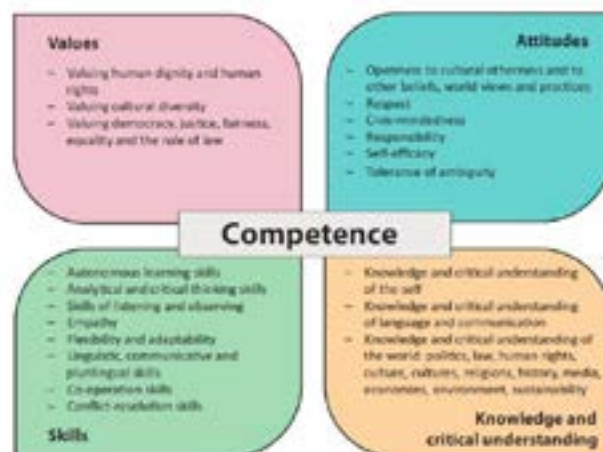 Values
– Valuing human dignity and human
rights
– Valuing cultural diversity
– Valuing democracy, justice, fairness,
equality and the rule of law
Attitudes
– Openness to cultural otherness and to
other beliefs, world views and practices
– Respect
– Civic-mindedness
– Responsibility
– Self-efficacy
– Tolerance of ambiguity
Competence
– Autonomous learning skills
– Analytical and critical thinking skills
– Skills of listening and observing
– Empathy
– Flexibility and adaptability
– Linguistic, communicative and
plurilingual skills
– Co-operation skills
– Conflict-resolution skills
Skills
– Knowledge and critical understanding
of the self
– Knowledge and critical understanding
of language and communication
– Knowledge and critical understanding of
the world: politics, law, human rights,
culture, cultures, religions, history, media,
economies, environment, sustainability
Knowledge and
critical understanding